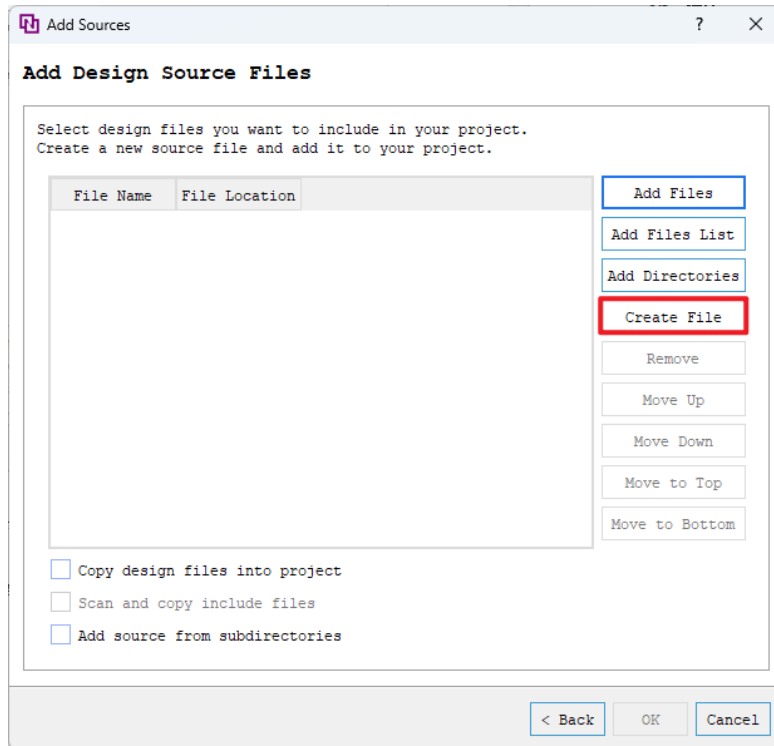 Add Sources
?
Add Design Source Files
Select design files you want to include in your project.
Create a new source file and add it to your project.
File Name File Location
Add Files
Add Files List
Add Directories
Create File
Remove
Move Up
Move Down
Move to Top
Move to Bottom
Copy design files into project
Scan and copy include files
Add source from subdirectories
< Back OK Cancel